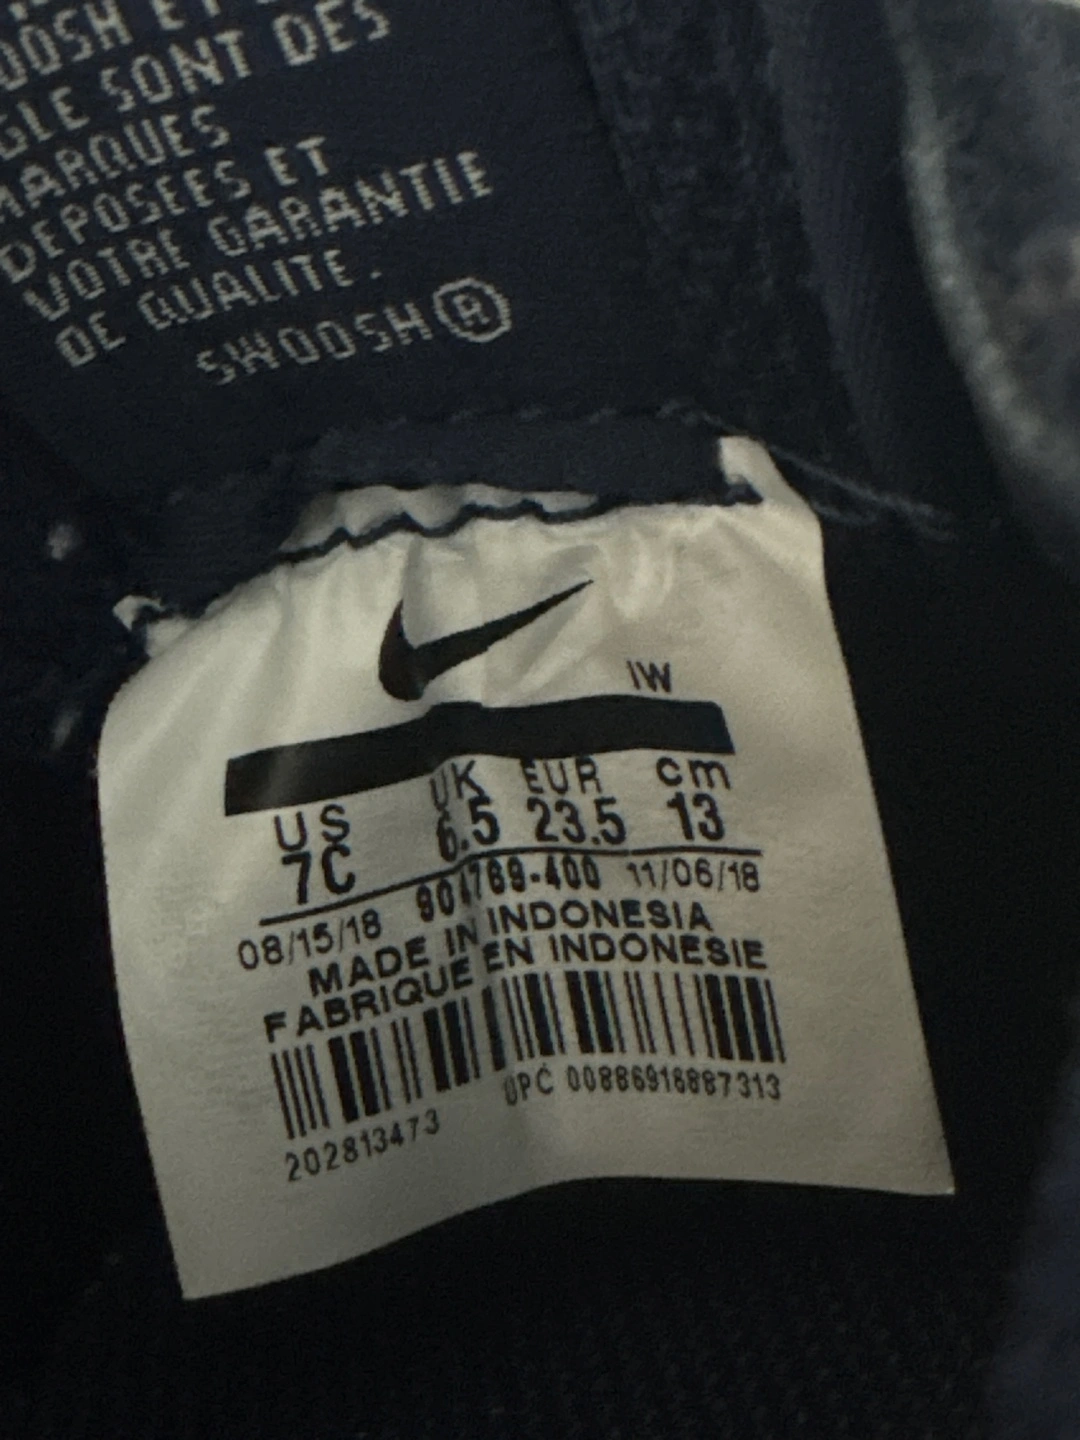 OOSH ET
GLE SONT DES
MARQUES
DEPOSEES ET
VOTRE GARANTIE
DE QUALITE.
SWOOSH®
IW
US UK EUR cm
7C 6.5 23.5 13
08/15/18 904769-400 11/06/18
MADE IN INDONESIA
FABRIQUE EN INDONESIE
202813473 UPC 00886916887313